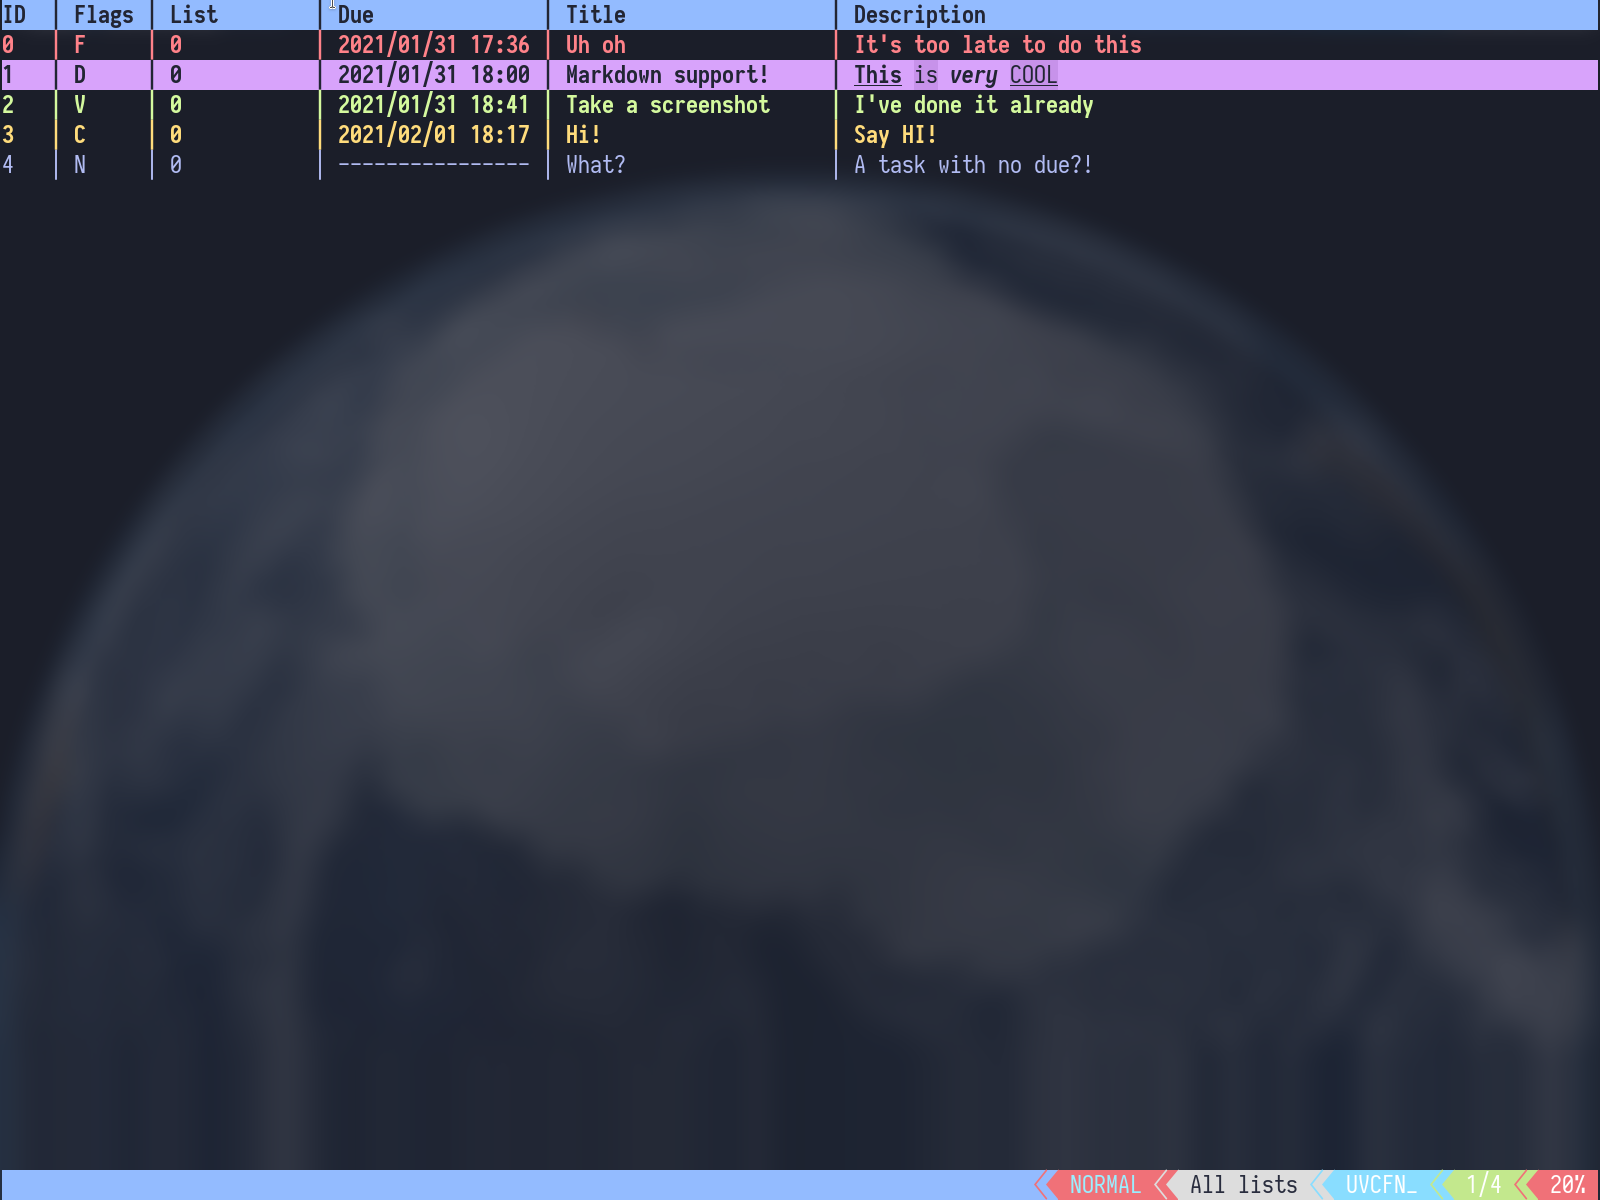 ID | Flags | List | Due | Title | Description
0 | F | 0 | 2021/01/31 17:36 | Uh oh | It's too late to do this
1 | D | 0 | 2021/01/31 18:00 | Markdown support! | This is very COOL
2 | V | 0 | 2021/01/31 18:41 | Take a screenshot | I've done it already
3 | C | 0 | 2021/02/01 18:17 | Hi! | Say HI!
4 | N | 0 | ---------------- | What? | A task with no due?!
NORMAL All lists UVCFN_ 1/4 20%